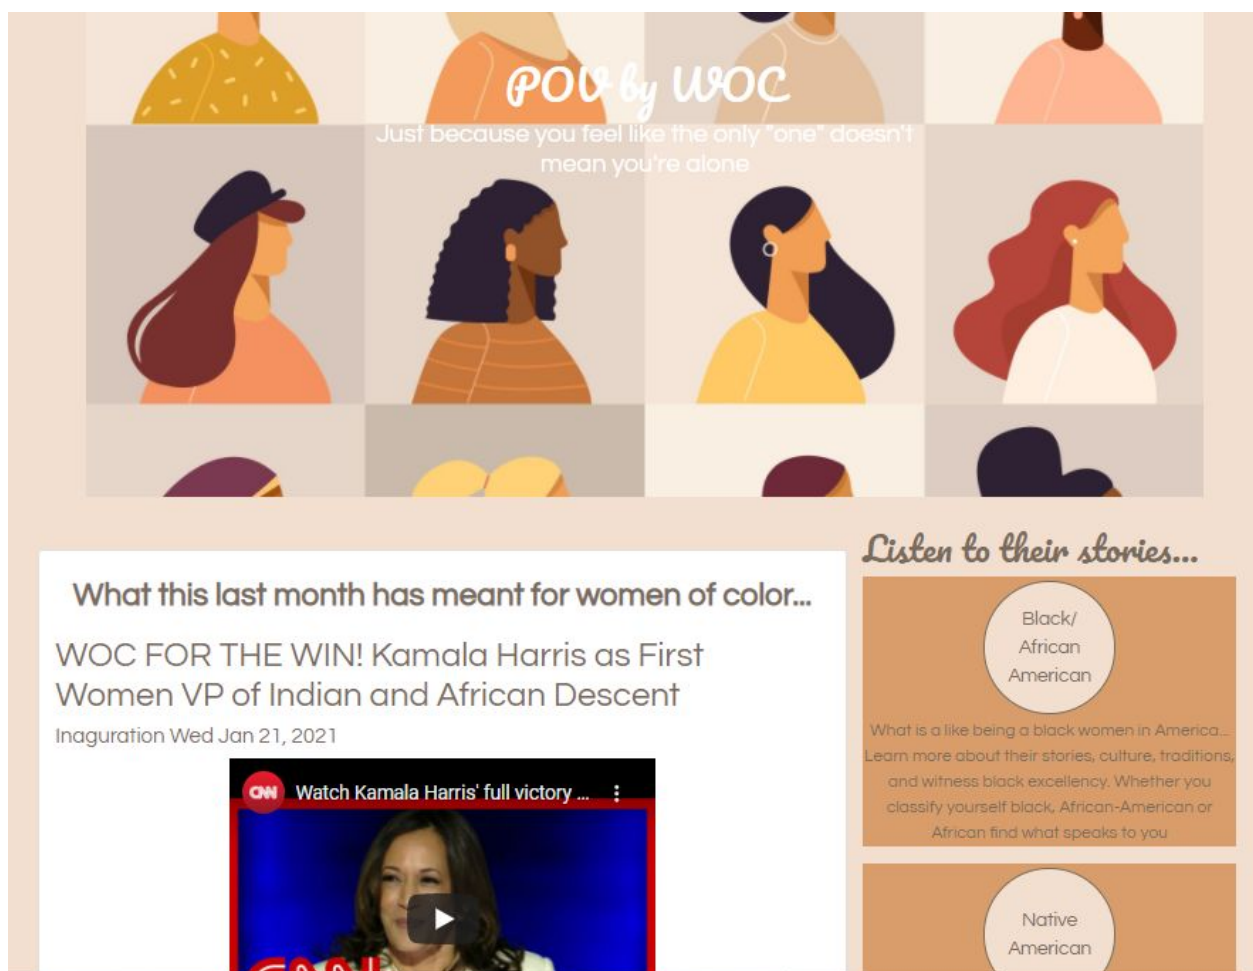 POV by WOC
Just because you feel like the only "one" doesn't
mean you're alone
What this last month has meant for women of color...
WOC FOR THE WIN! Kamala Harris as First
Women VP of Indian and African Descent
Inaguration Wed Jan 21, 2021
CNN
Watch Kamala Harris' full victory ...
CNN
Listen to their stories...
Black/
African
American
What is a like being a black women in America...
Learn more about their stories, culture, traditions,
and witness black excellency. Whether you
classify yourself black, African-American or
African find what speaks to you
Native
American